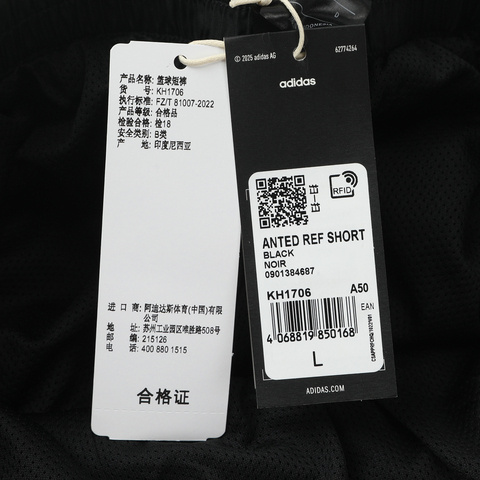 产品名称: 篮球短裤
货 号: KH1706
执行标准: FZ/T 81007-2022
产品等级: 合格品
检验合格: 检18
安全类别: B类
产 地: 印度尼西亚
进 口 商: 阿迪达斯体育(中国)有限
公司
地 址: 苏州工业园区唯胜路508号
邮 编: 215126
电 话: 400 880 1515
合格证
© 2025 adidas AG
62774264
adidas
RFID
ANTED REF SHORT
BLACK
NOIR
0901384687
KH1706 A50
EAN
4 068819 850168
L
ADIDAS.COM